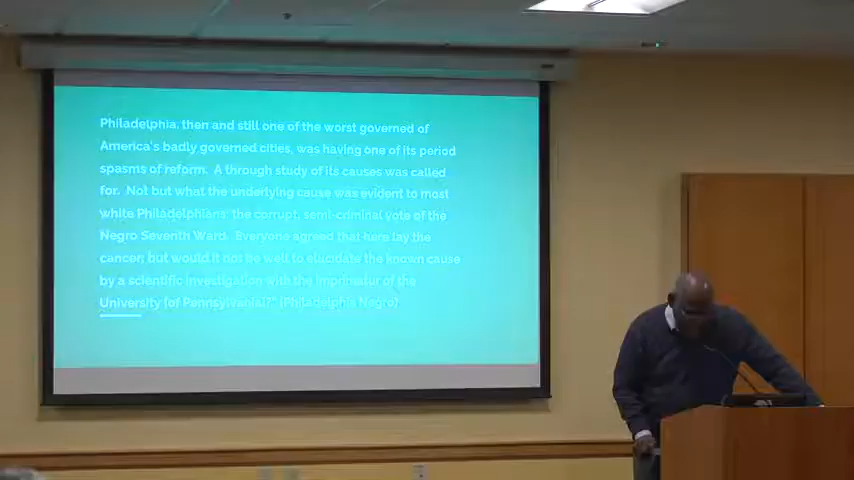 Philadelphia, then and still one of the worst governed of
America's badly governed cities, was having one of its period
spasms of reform. A through study of its causes was called
for. Not but what the underlying cause was evident to most
white Philadelphians: the corrupt, semi-criminal vote of the
Negro Seventh Ward. Everyone agreed that here lay the
cancer; but would it not be well to elucidate the known cause
by a scientific investigation with the imprimatur of the
University (of Pennsylvania)?" (Philadelphia Negro)